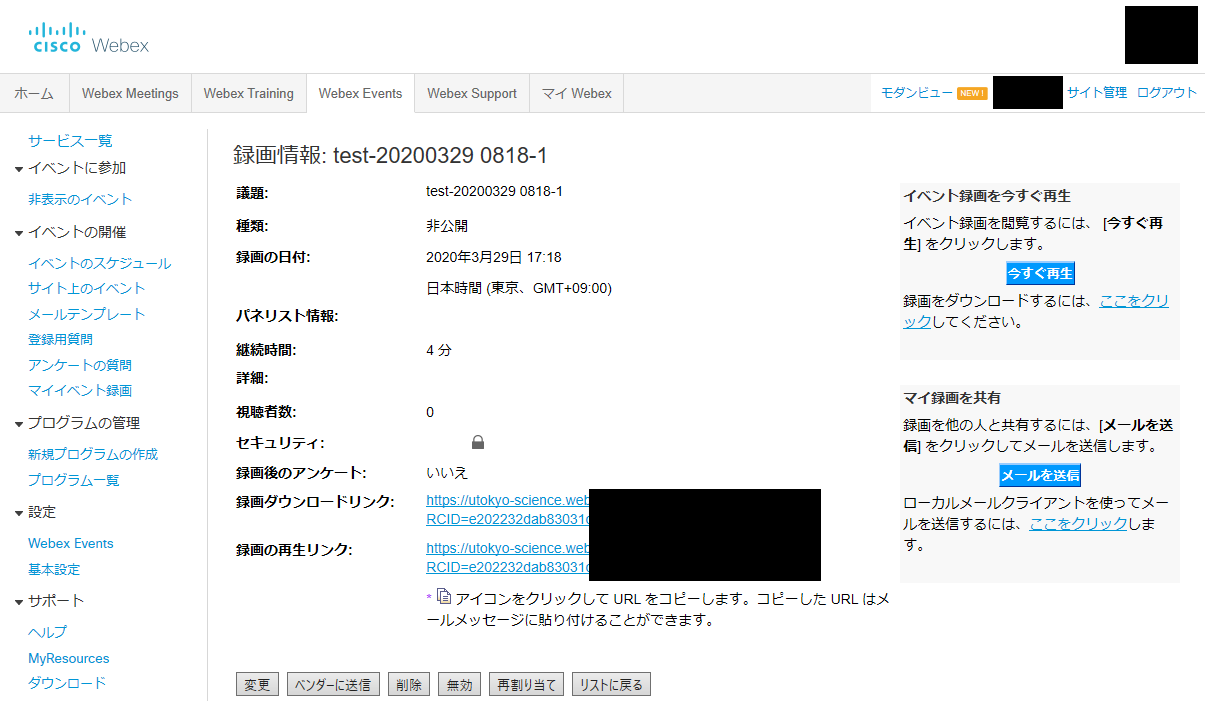 CISCO Webex
ホーム Webex Meetings Webex Training Webex Events Webex Support マイ Webex モダンビュー NEW! サイト管理 ログアウト
サービス一覧
イベントに参加
非表示のイベント
イベントの開催
イベントのスケジュール
サイト上のイベント
メールテンプレート
登録用質問
アンケートの質問
マイイベント録画
プログラムの管理
新規プログラムの作成
プログラム一覧
設定
Webex Events
基本設定
サポート
ヘルプ
MyResources
ダウンロード
録画情報: test-20200329 0818-1
議題: test-20200329 0818-1
種類: 非公開
録画の日付: 2020年3月29日 17:18
日本時間 (東京、GMT+09:00)
パネリスト情報:
継続時間: 4 分
詳細:
視聴者数: 0
セキュリティ:
録画後のアンケート: いいえ
録画ダウンロードリンク: https://utokyo-science.web
RCID=e202232dab83031c
録画の再生リンク: https://utokyo-science.web
RCID=e202232dab83031c
* アイコンをクリックして URL をコピーします。コピーした URL はメ
ールメッセージに貼り付けることができます。
変更 ベンダーに送信 削除 無効 再割り当て リストに戻る
イベント録画を今すぐ再生
イベント録画を閲覧するには、 [今すぐ再
生] をクリックします。
今すぐ再生
録画をダウンロードするには、ここをクリ
ックしてください。
マイ録画を共有
録画を他の人と共有するには、[メールを送
信] をクリックしてメールを送信します。
メールを送信
ローカルメールクライアントを使ってメー
ルを送信するには、ここをクリックしま
す。